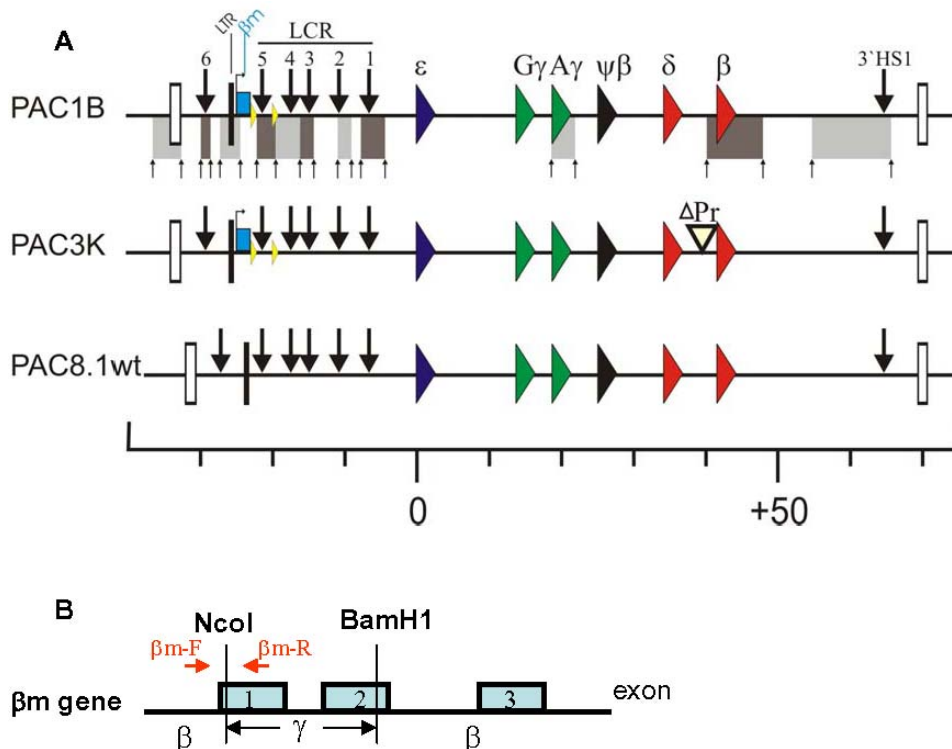 A
LTR
βm
LCR
6 5 4 3 2 1
ε Gγ Aγ ψβ δ β 3`HS1
PAC1B
ΔPr
PAC3K
PAC8.1wt
0 +50
B
NcoI BamH1
βm-F βm-R
βm gene 1 2 3 exon
β γ β